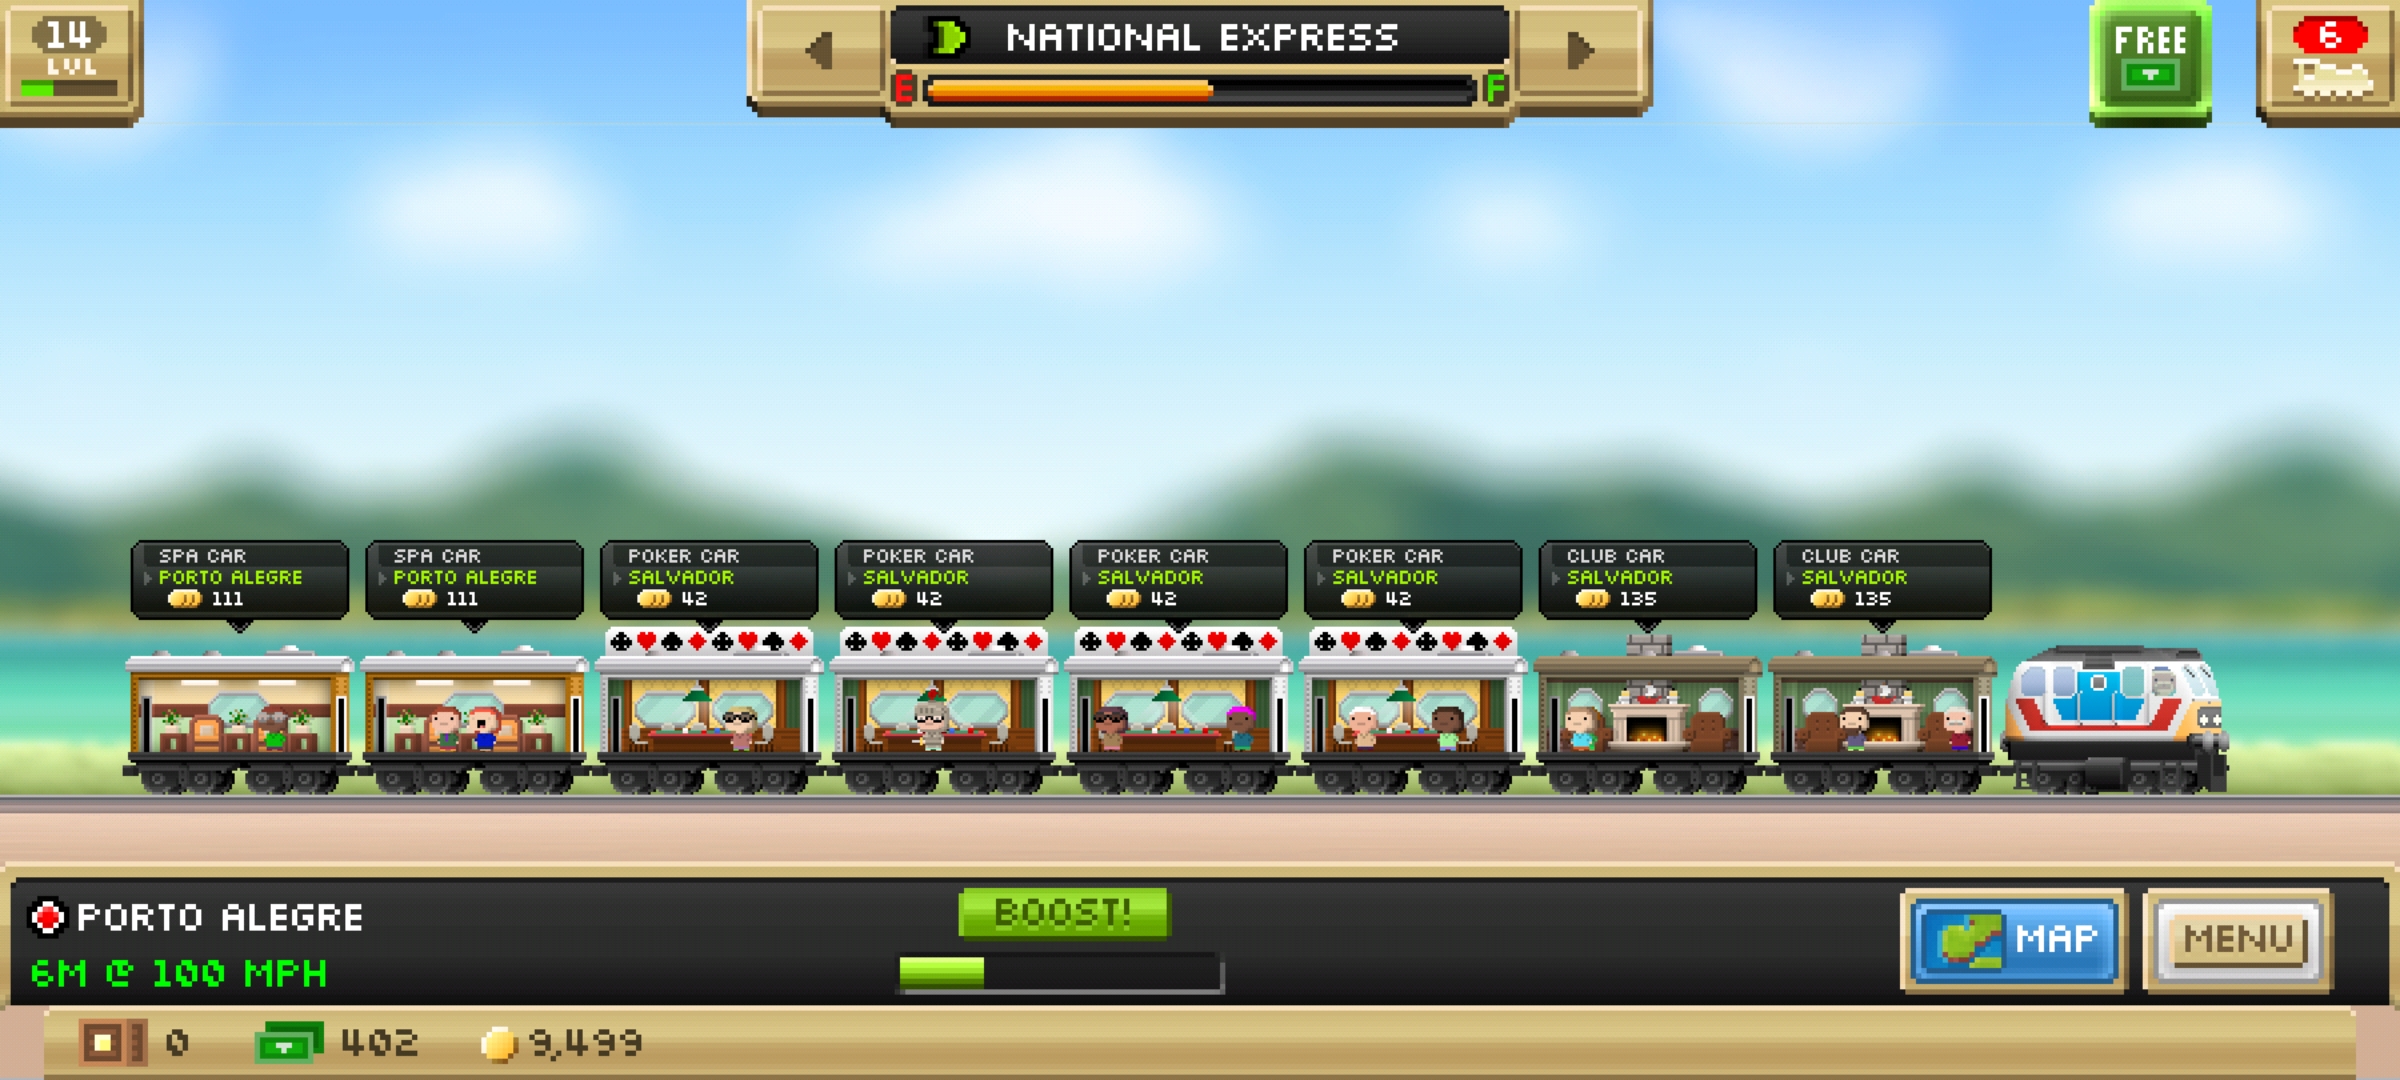 14
LVL
NATIONAL EXPRESS
E
F
FREE
6
SPA CAR
PORTO ALEGRE
111
SPA CAR
PORTO ALEGRE
111
POKER CAR
SALVADOR
42
POKER CAR
SALVADOR
42
POKER CAR
SALVADOR
42
POKER CAR
SALVADOR
42
CLUB CAR
SALVADOR
135
CLUB CAR
SALVADOR
135
PORTO ALEGRE
6M @ 100 MPH
BOOST!
MAP
MENU
0
402
9,499